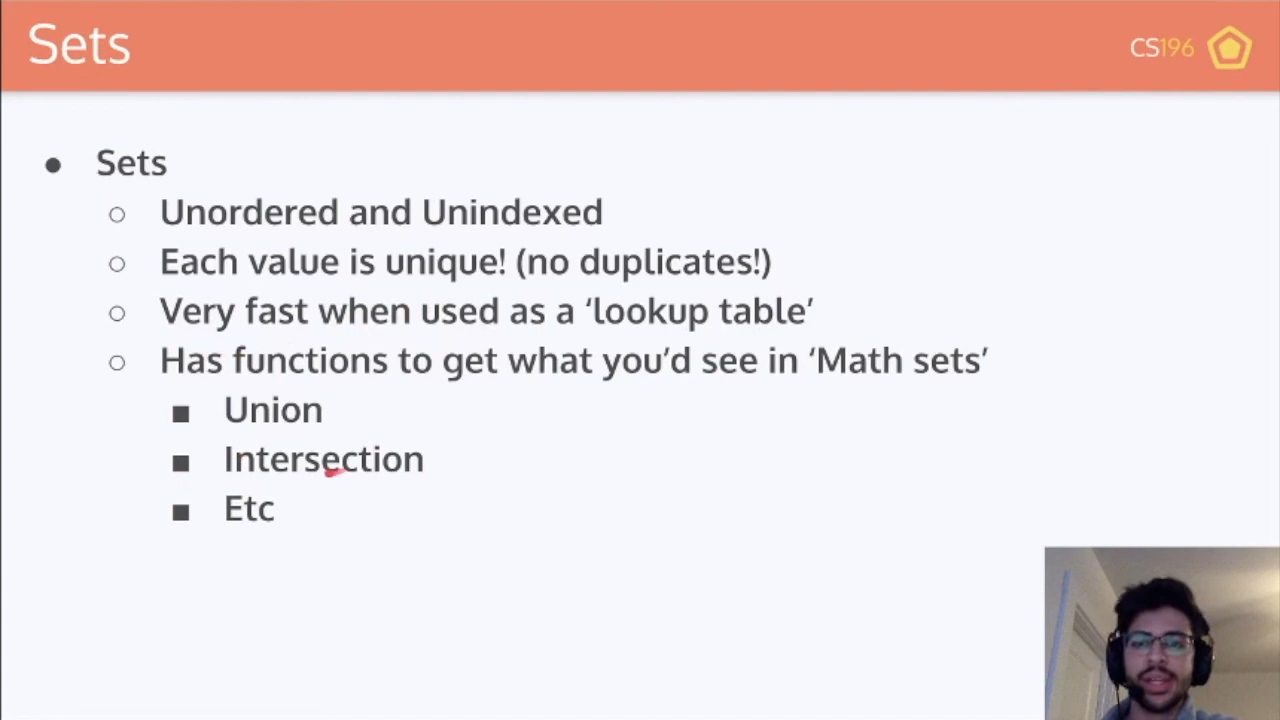 Sets
CS196
● Sets
○ Unordered and Unindexed
○ Each value is unique! (no duplicates!)
○ Very fast when used as a ‘lookup table’
○ Has functions to get what you’d see in ‘Math sets’
■ Union
■ Intersection
■ Etc